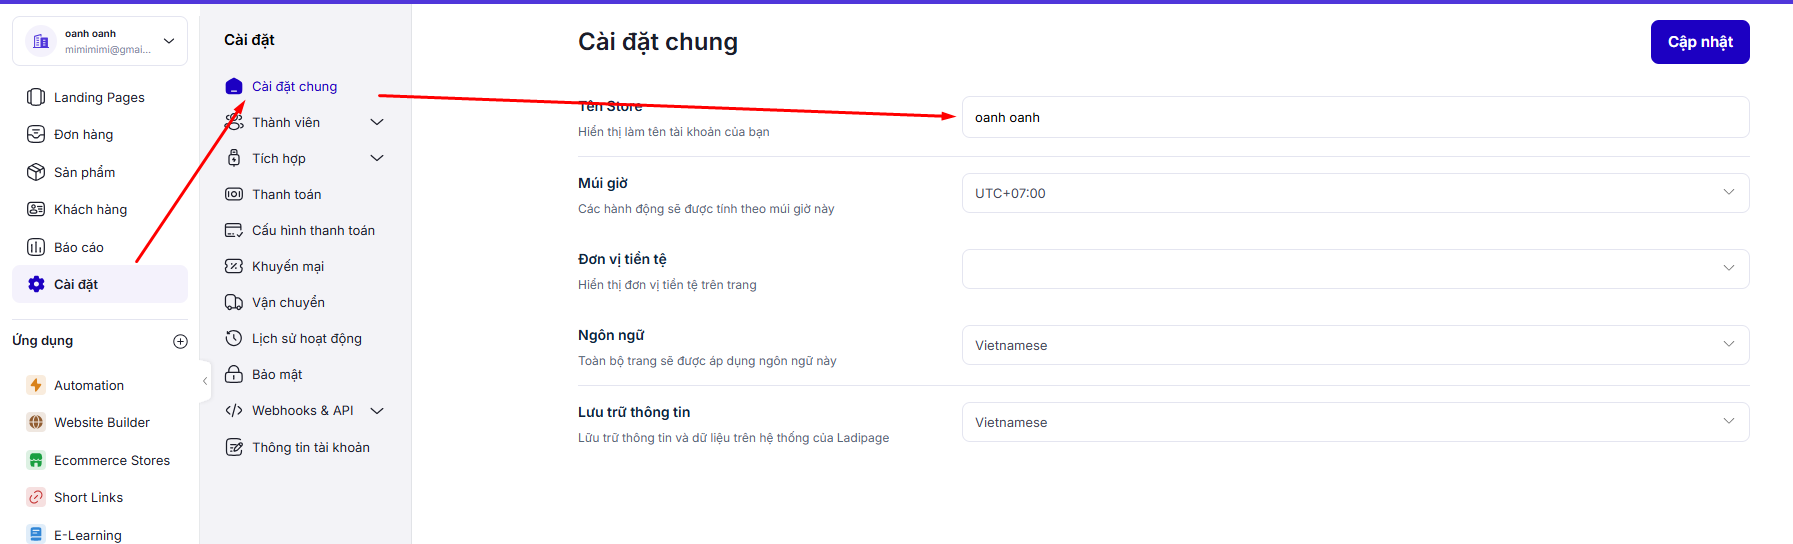 oanh oanh
mimimimi@gmai...
Landing Pages
Đơn hàng
Sản phẩm
Khách hàng
Báo cáo
Cài đặt
Ứng dụng
Automation
Website Builder
Ecommerce Stores
Short Links
E-Learning
Cài đặt
Cài đặt chung
Thành viên
Tích hợp
Thanh toán
Cấu hình thanh toán
Khuyến mại
Vận chuyển
Lịch sử hoạt động
Bảo mật
Webhooks & API
Thông tin tài khoản
Cài đặt chung
Cập nhật
Tên Store
Hiển thị làm tên tài khoản của bạn
oanh oanh
Múi giờ
Các hành động sẽ được tính theo múi giờ này
UTC+07:00
Đơn vị tiền tệ
Hiển thị đơn vị tiền tệ trên trang
Ngôn ngữ
Toàn bộ trang sẽ được áp dụng ngôn ngữ này
Vietnamese
Lưu trữ thông tin
Lữu trữ thông tin và dữ liệu trên hệ thống của Ladipage
Vietnamese